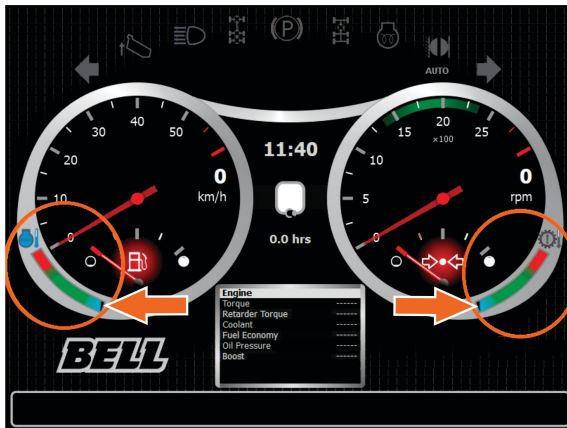 (P)
AUTO
0
10
20
30
40
50
0
km/h
11:40
0.0 hrs
0
5
10
15
20
25
×100
0
rpm
Engine
Torque ------
Retarder Torque ------
Coolant ------
Fuel Economy ------
Oil Pressure ------
Boost ------
BELL